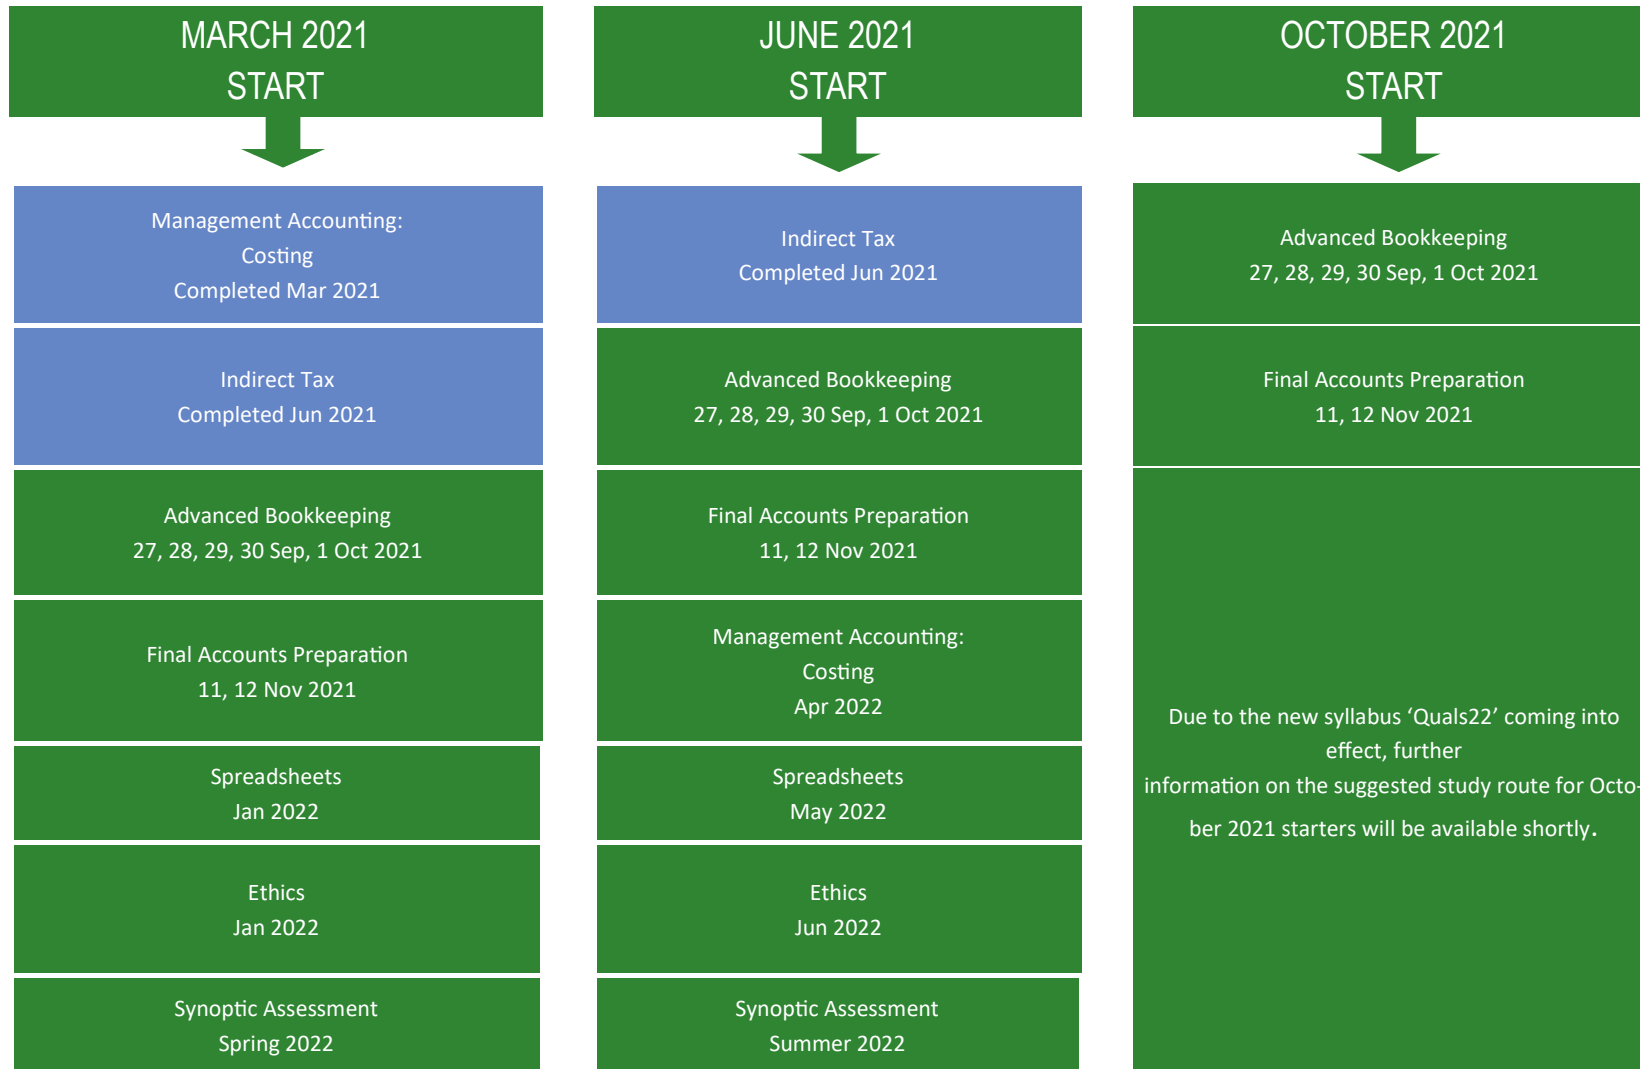 MARCH 2021
START
Management Accounting:
Costing
Completed Mar 2021
Indirect Tax
Completed Jun 2021
Advanced Bookkeeping
27, 28, 29, 30 Sep, 1 Oct 2021
Final Accounts Preparation
11, 12 Nov 2021
Spreadsheets
Jan 2022
Ethics
Jan 2022
Synoptic Assessment
Spring 2022
JUNE 2021
START
Indirect Tax
Completed Jun 2021
Advanced Bookkeeping
27, 28, 29, 30 Sep, 1 Oct 2021
Final Accounts Preparation
11, 12 Nov 2021
Management Accounting:
Costing
Apr 2022
Spreadsheets
May 2022
Ethics
Jun 2022
Synoptic Assessment
Summer 2022
OCTOBER 2021
START
Advanced Bookkeeping
27, 28, 29, 30 Sep, 1 Oct 2021
Final Accounts Preparation
11, 12 Nov 2021
Due to the new syllabus ‘Quals22’ coming into
effect, further
information on the suggested study route for Octo-
ber 2021 starters will be available shortly.